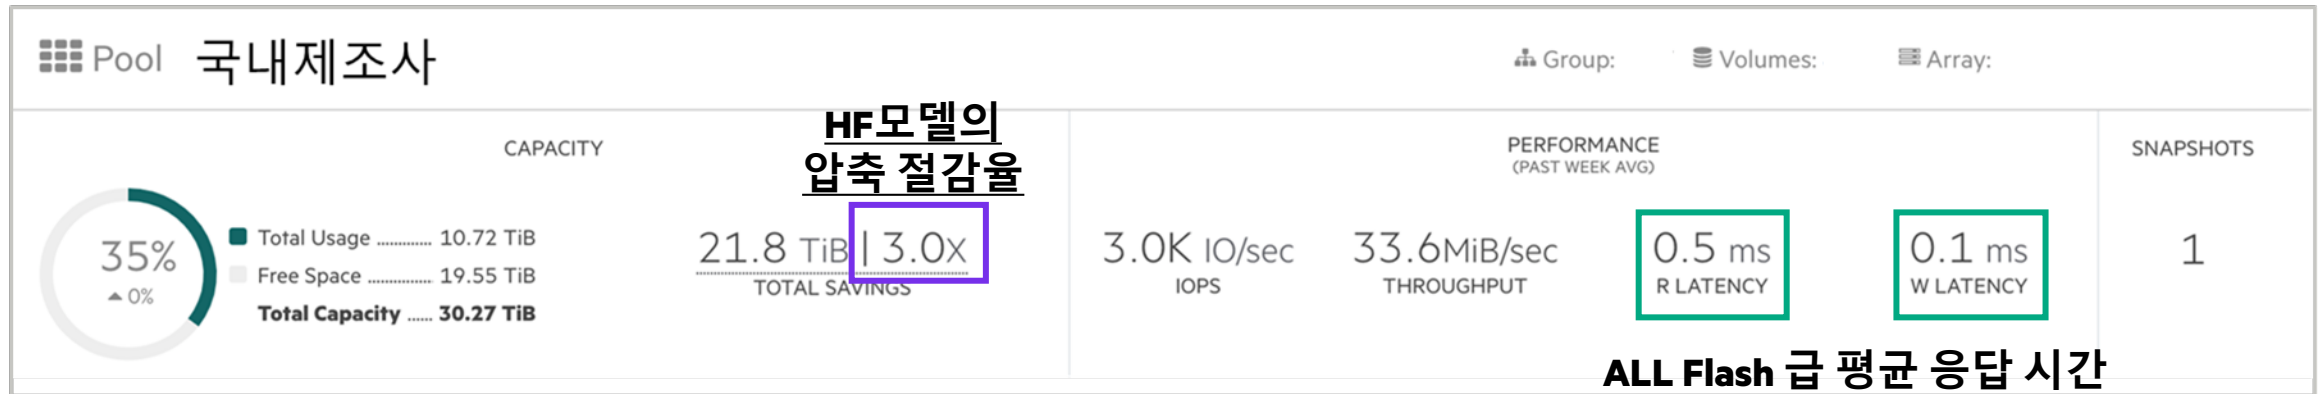 Pool 국내제조사
Group:
Volumes:
Array:
CAPACITY
35%
▲ 0%
Total Usage ............. 10.72 TiB
Free Space ................ 19.55 TiB
Total Capacity ...... 30.27 TiB
HF모델의
압축 절감율
21.8 TiB | 3.0X
TOTAL SAVINGS
PERFORMANCE
(PAST WEEK AVG)
3.0K IO/sec
IOPS
33.6MiB/sec
THROUGHPUT
0.5 ms
R LATENCY
0.1 ms
W LATENCY
ALL Flash 급 평균 응답 시간
SNAPSHOTS
1